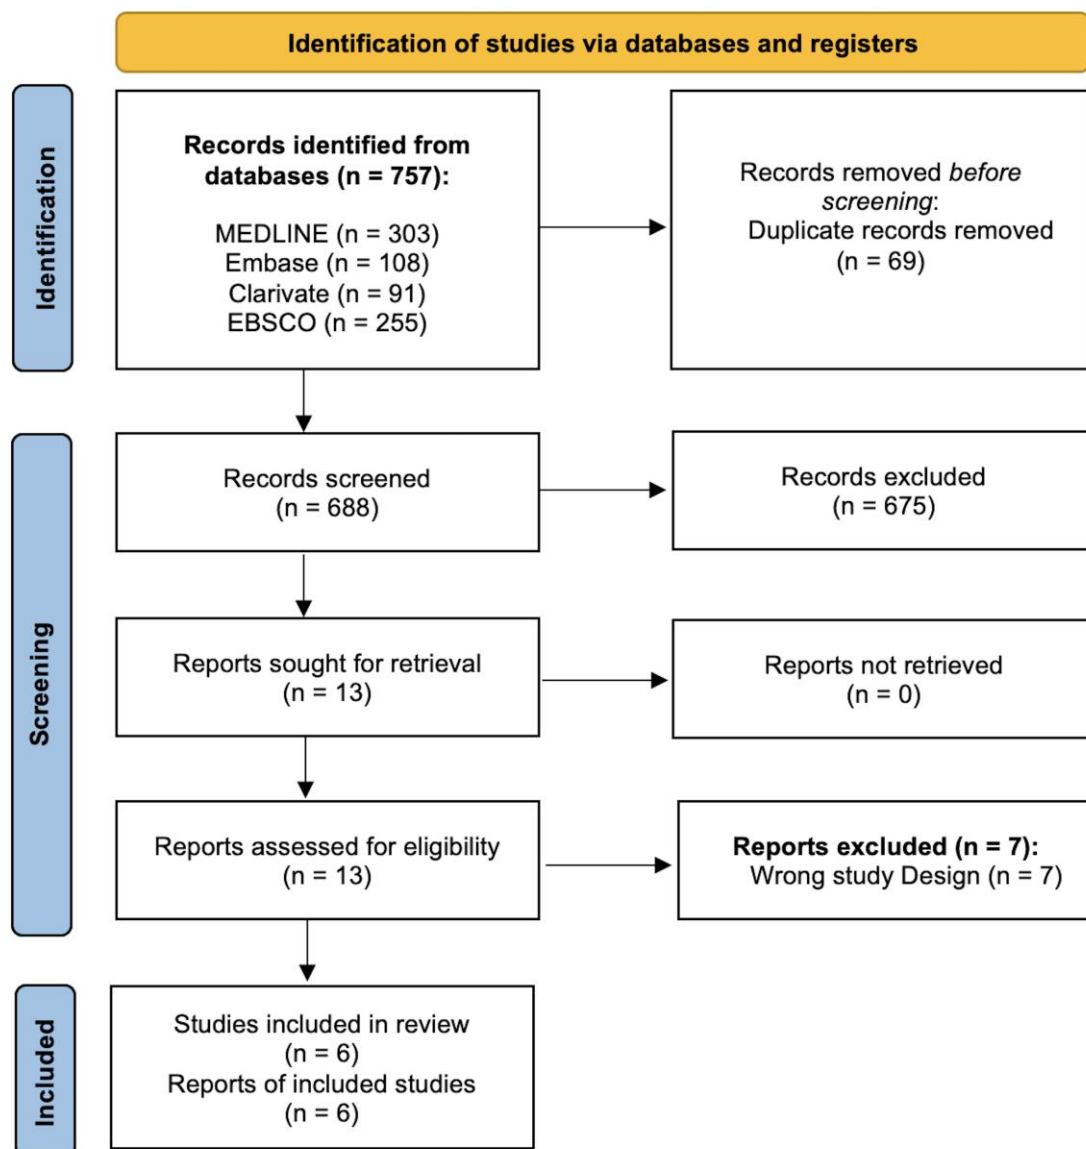 Identification of studies via databases and registers
Identification
Records identified from
databases (n = 757):
MEDLINE (n = 303)
Embase (n = 108)
Clarivate (n = 91)
EBSCO (n = 255)
Records removed before
screening:
Duplicate records removed
(n = 69)
Screening
Records screened
(n = 688)
Records excluded
(n = 675)
Reports sought for retrieval
(n = 13)
Reports not retrieved
(n = 0)
Reports assessed for eligibility
(n = 13)
Reports excluded (n = 7):
Wrong study Design (n = 7)
Included
Studies included in review
(n = 6)
Reports of included studies
(n = 6)